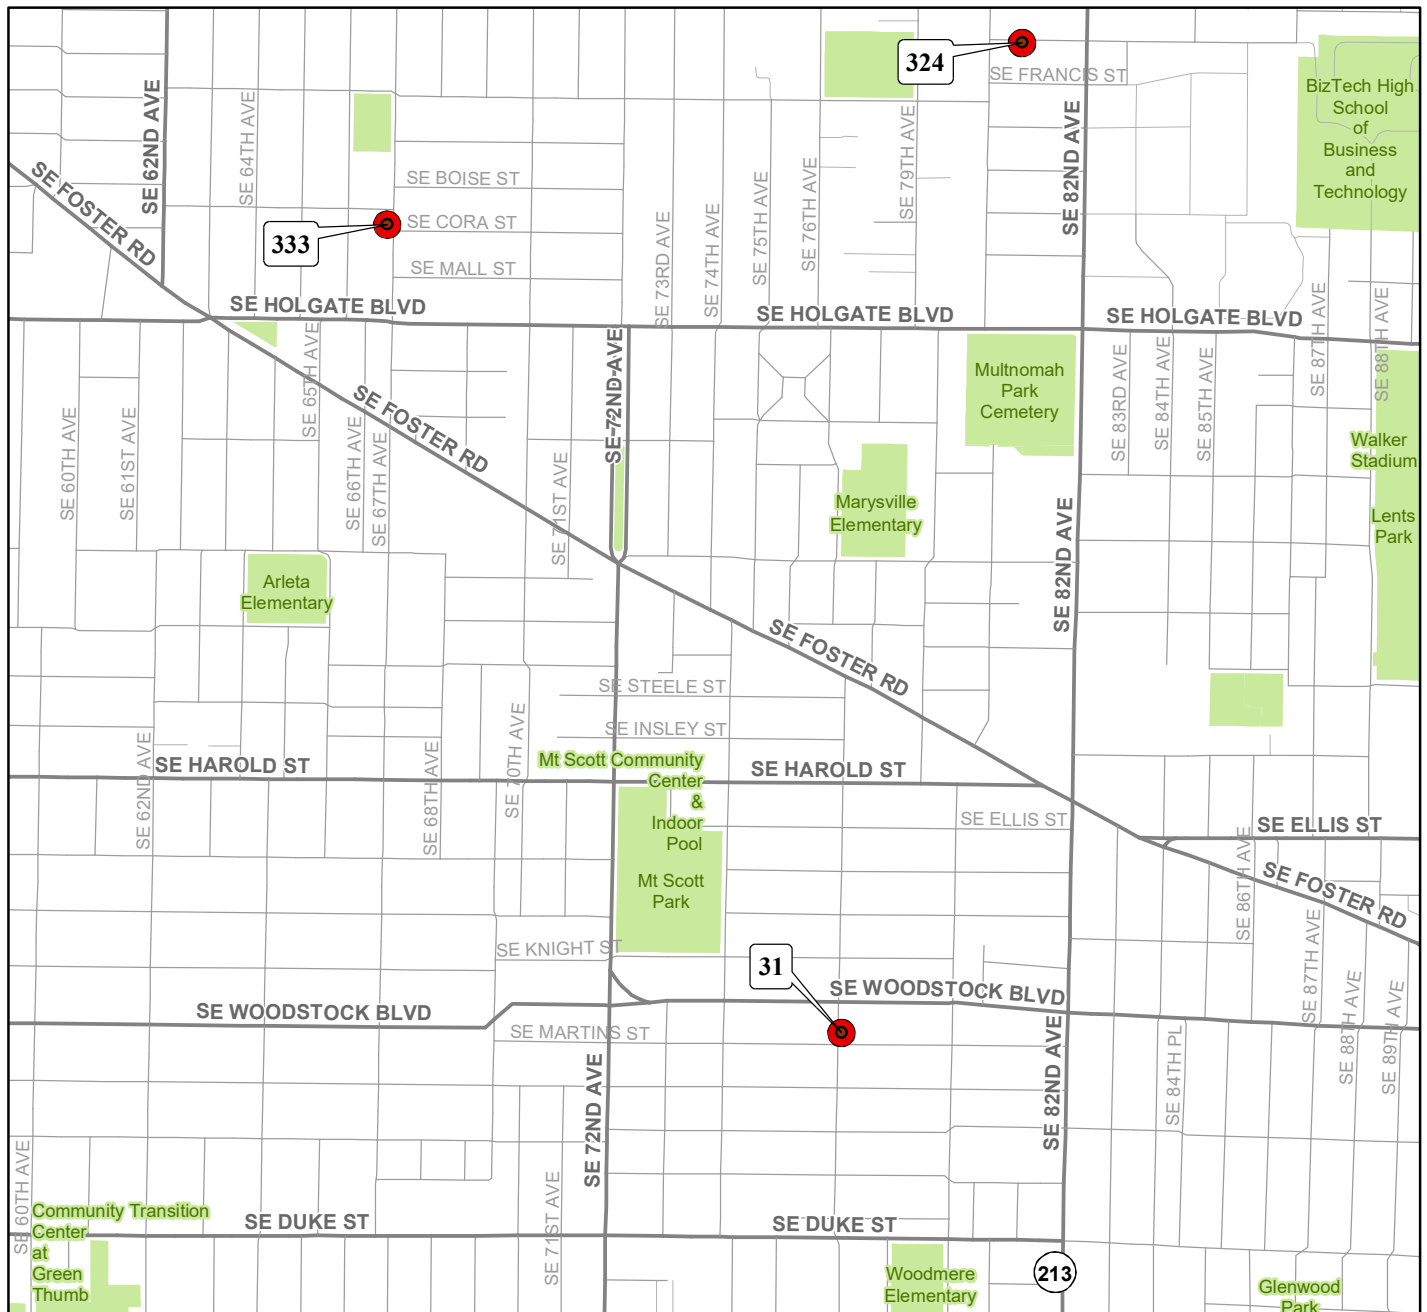 324
SE FRANCIS ST
BizTech High
School
of
Business
and
Technology
SE 62ND AVE
SE 64TH AVE
SE 79TH AVE
SE 82ND AVE
SE FOSTER RD
SE BOISE ST
SE CORA ST
333
SE MALL ST
SE 73RD AVE
SE 74TH AVE
SE 75TH AVE
SE 76TH AVE
SE HOLGATE BLVD
SE HOLGATE BLVD
SE HOLGATE BLVD
SE 87TH AVE
SE 88TH AVE
SE 65TH AVE
SE 72ND AVE
Multnomah
Park
Cemetery
SE 83RD AVE
SE 84TH AVE
SE 85TH AVE
SE FOSTER RD
SE 60TH AVE
SE 61ST AVE
SE 66TH AVE
SE 67TH AVE
SE 71ST AVE
Walker
Stadium
Lents
Park
Marysville
Elementary
SE 82ND AVE
Arleta
Elementary
SE FOSTER RD
SE STEELE ST
SE INSLEY ST
SE 62ND AVE
SE 68TH AVE
SE 70TH AVE
SE HAROLD ST
Mt Scott Community
Center
&
Indoor
Pool
SE HAROLD ST
SE ELLIS ST
SE ELLIS ST
Mt Scott
Park
SE 86TH AVE
SE FOSTER RD
SE KNIGHT ST
31
SE WOODSTOCK BLVD
SE WOODSTOCK BLVD
SE 87TH AVE
SE 88TH AVE
SE 89TH AVE
SE MARTINS ST
SE 72ND AVE
SE 82ND AVE
SE 84TH PL
SE 60TH AVE
SE 71ST AVE
Community Transition
Center
at
Green
Thumb
SE DUKE ST
SE DUKE ST
213
Woodmere
Elementary
Glenwood
Park